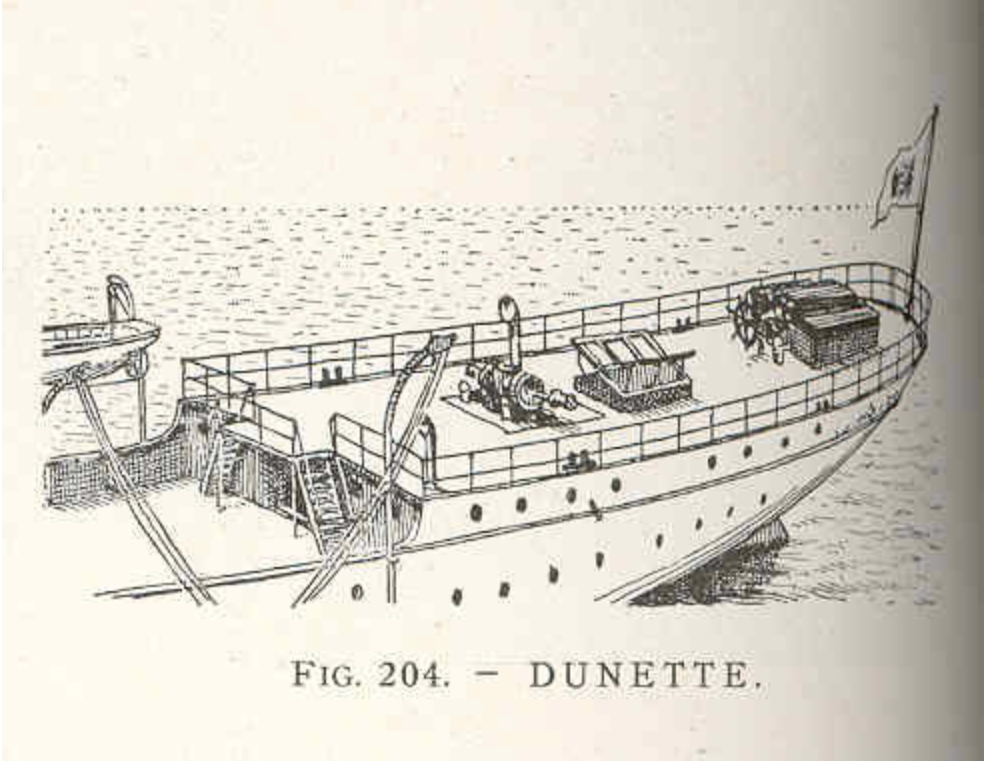 FIG. 204. — DUNETTE.